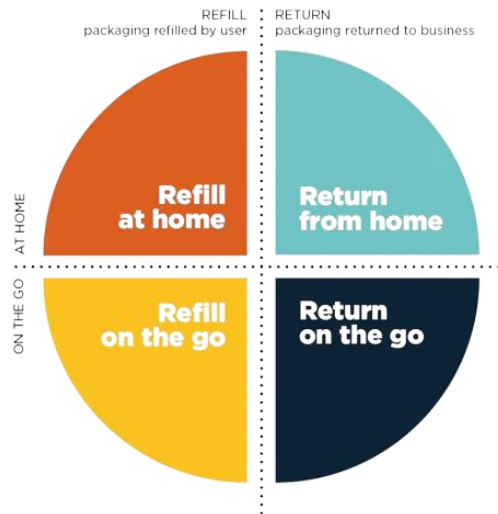 REFILL
packaging refilled by user
RETURN
packaging returned to business
AT HOME
Refill
at home
Return
from home
ON THE GO
Refill
on the go
Return
on the go